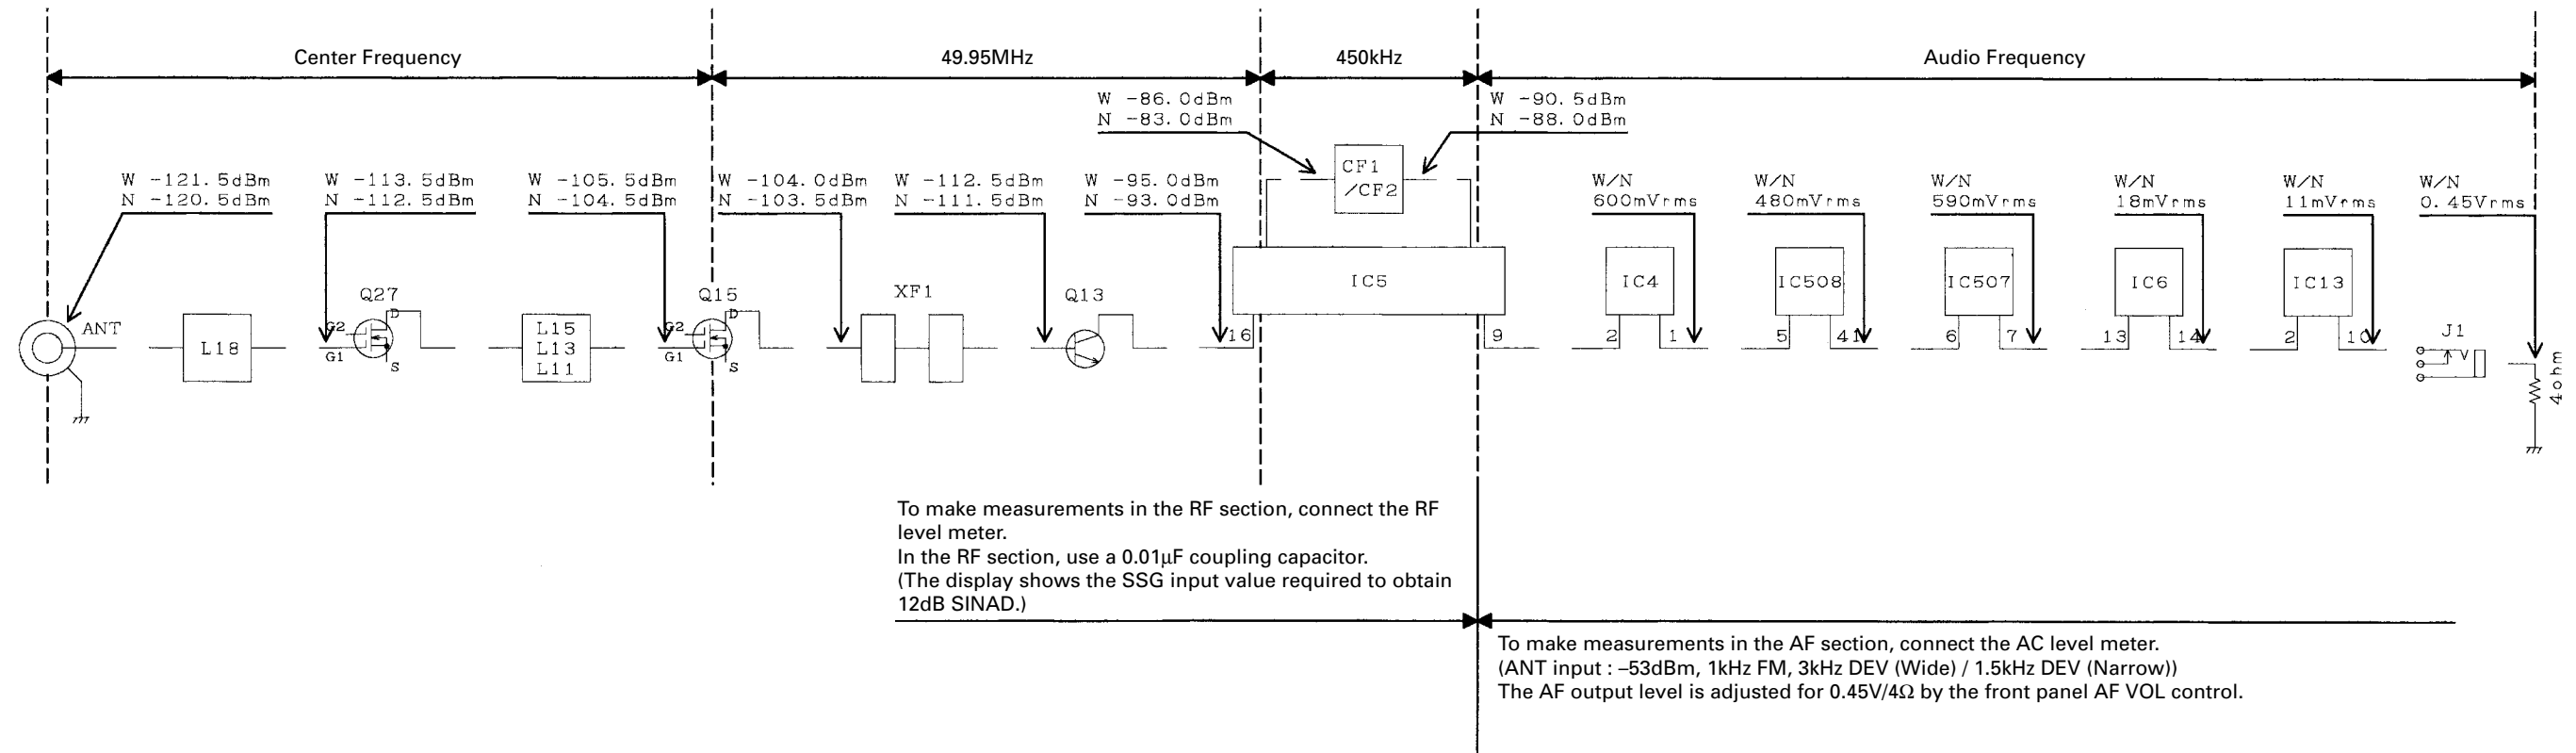 Center Frequency
49.95MHz
450kHz
Audio Frequency
W -86.0dBm
N -83.0dBm
W -90.5dBm
N -88.0dBm
W -121.5dBm
N -120.5dBm
W -113.5dBm
N -112.5dBm
W -105.5dBm
N -104.5dBm
W -104.0dBm
N -103.5dBm
W -112.5dBm
N -111.5dBm
W -95.0dBm
N -93.0dBm
CF1
/CF2
W/N
600mVrms
W/N
480mVrms
W/N
590mVrms
W/N
18mVrms
W/N
11mVrms
W/N
0.45Vrms
ANT
L18
Q27
G2
G1
D
S
L15
L13
L11
Q15
G2
G1
D
S
XF1
Q13
16
IC5
9
IC4
2
1
IC508
5
41
IC507
6
7
IC6
13
14
IC13
2
10
J1
4ohm
To make measurements in the RF section, connect the RF
level meter.
In the RF section, use a 0.01µF coupling capacitor.
(The display shows the SSG input value required to obtain
12dB SINAD.)
To make measurements in the AF section, connect the AC level meter.
(ANT input : –53dBm, 1kHz FM, 3kHz DEV (Wide) / 1.5kHz DEV (Narrow))
The AF output level is adjusted for 0.45V/4Ω by the front panel AF VOL control.